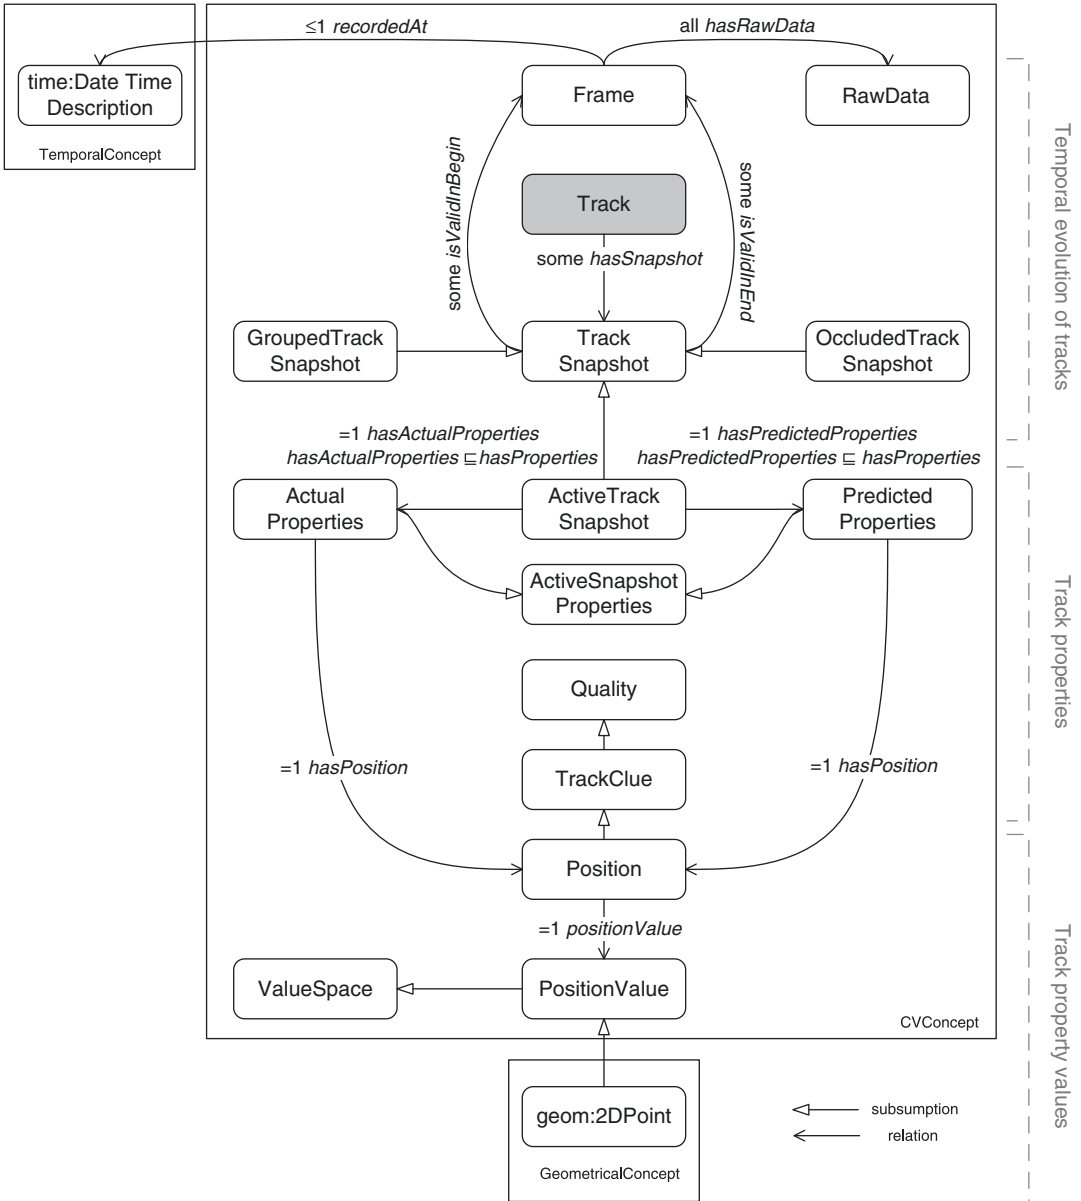 ≤1 recordedAt
all hasRawData
time:Date Time
Description
TemporalConcept
Frame
RawData
some isValidInBegin
Track
some isValidInEnd
some hasSnapshot
GroupedTrack
Snapshot
Track
Snapshot
OccludedTrack
Snapshot
Temporal evolution of tracks
=1 hasActualProperties
hasActualProperties ⊑ hasProperties
=1 hasPredictedProperties
hasPredictedProperties ⊑ hasProperties
Actual
Properties
ActiveTrack
Snapshot
Predicted
Properties
ActiveSnapshot
Properties
Quality
TrackClue
=1 hasPosition
=1 hasPosition
Track properties
Position
=1 positionValue
ValueSpace
PositionValue
CVConcept
geom:2DPoint
GeometricalConcept
subsumption
relation
Track property values